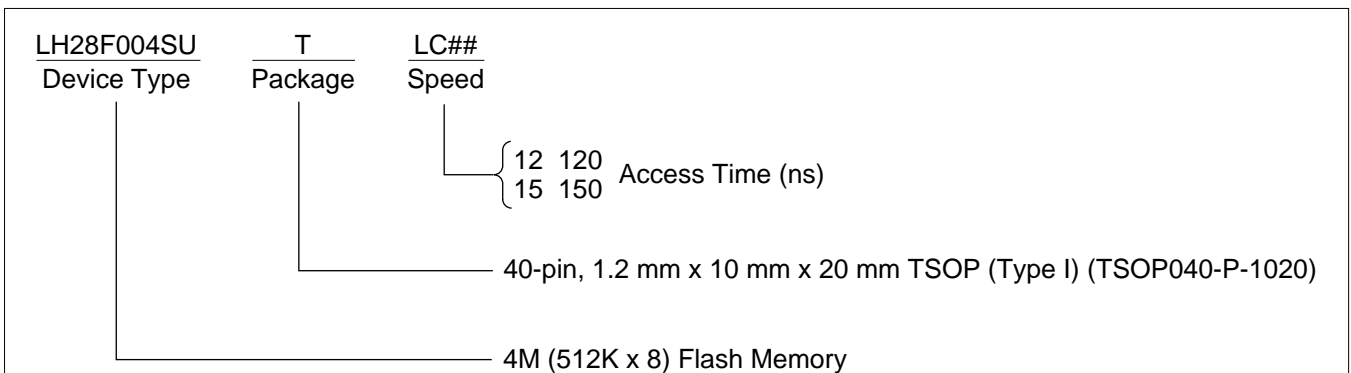 LH28F004SU T LC##
Device Type Package Speed
12 120
15 150
Access Time (ns)
40-pin, 1.2 mm x 10 mm x 20 mm TSOP (Type I) (TSOP040-P-1020)
4M (512K x 8) Flash Memory